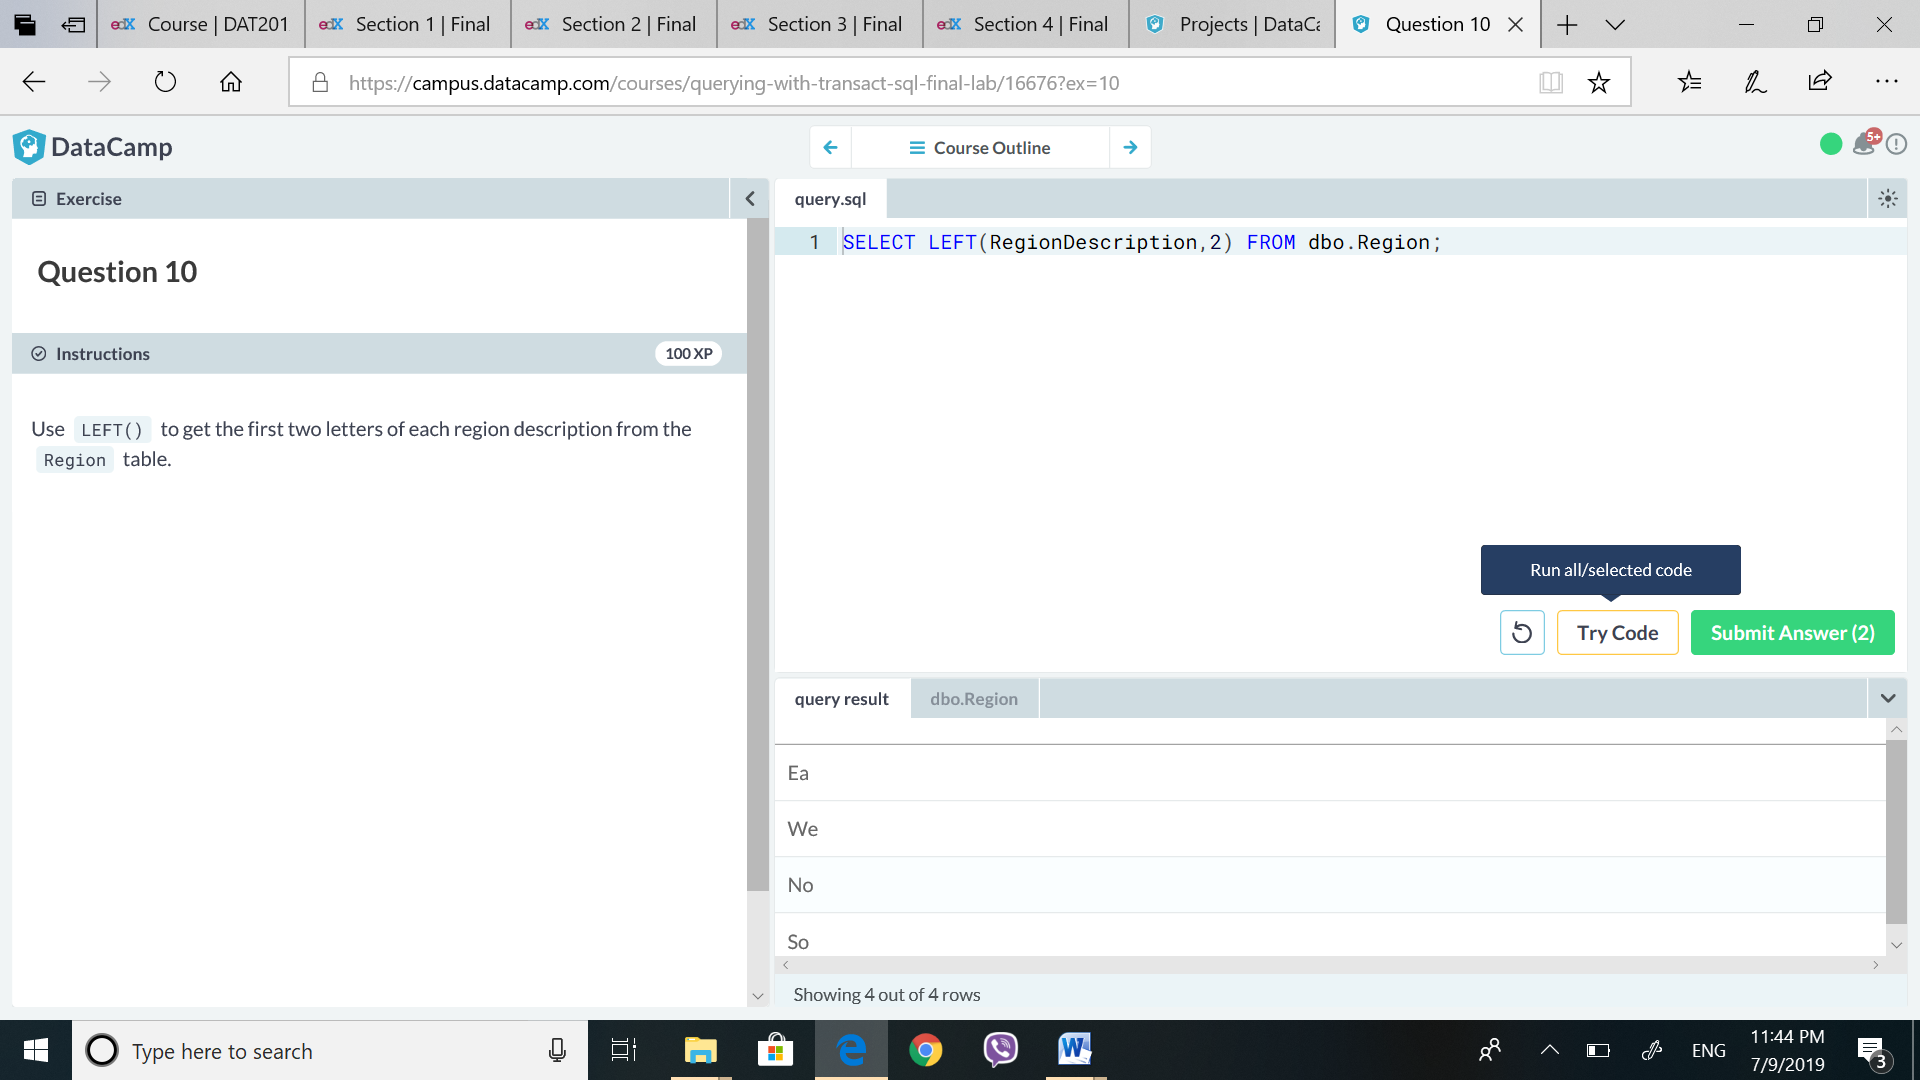 Course | DAT201
Section 1 | Final
Section 2 | Final
Section 3 | Final
Section 4 | Final
Projects | DataCa
Question 10
https://campus.datacamp.com/courses/querying-with-transact-sql-final-lab/16676?ex=10
DataCamp
Course Outline
5+
Exercise
query.sql
1 SELECT LEFT(RegionDescription,2) FROM dbo.Region;
Question 10
Instructions
100 XP
Use LEFT() to get the first two letters of each region description from the
Region table.
Run all/selected code
Try Code
Submit Answer (2)
query result
dbo.Region
Ea
We
No
So
Showing 4 out of 4 rows
Type here to search
ENG
11:44 PM
7/9/2019
3